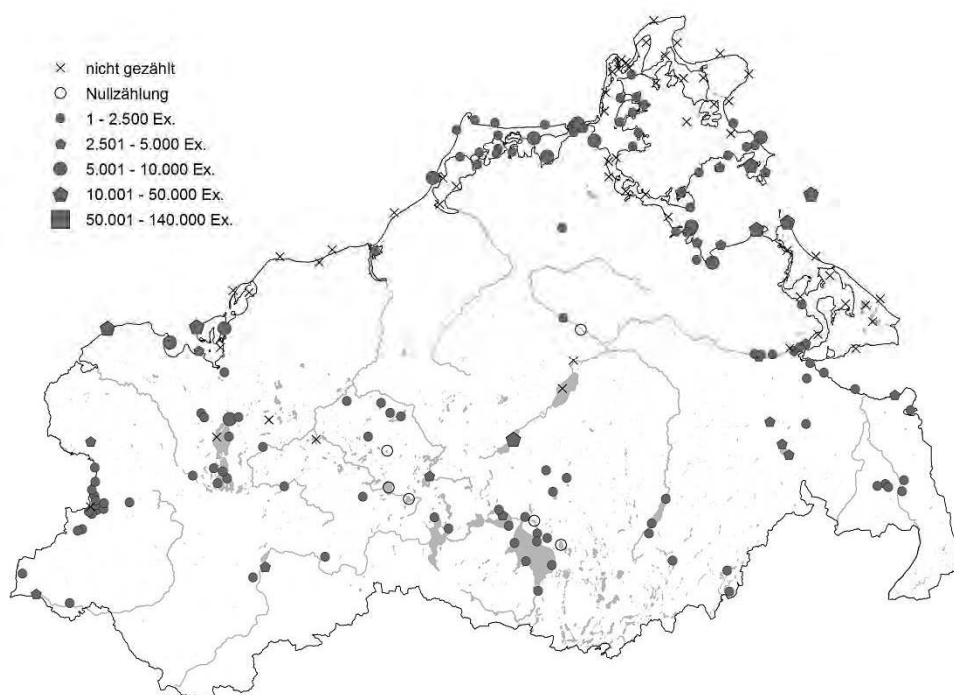 nicht gezählt
Nullzählung
1 - 2.500 Ex.
2.501 - 5.000 Ex.
5.001 - 10.000 Ex.
10.001 - 50.000 Ex.
50.001 - 140.000 Ex.